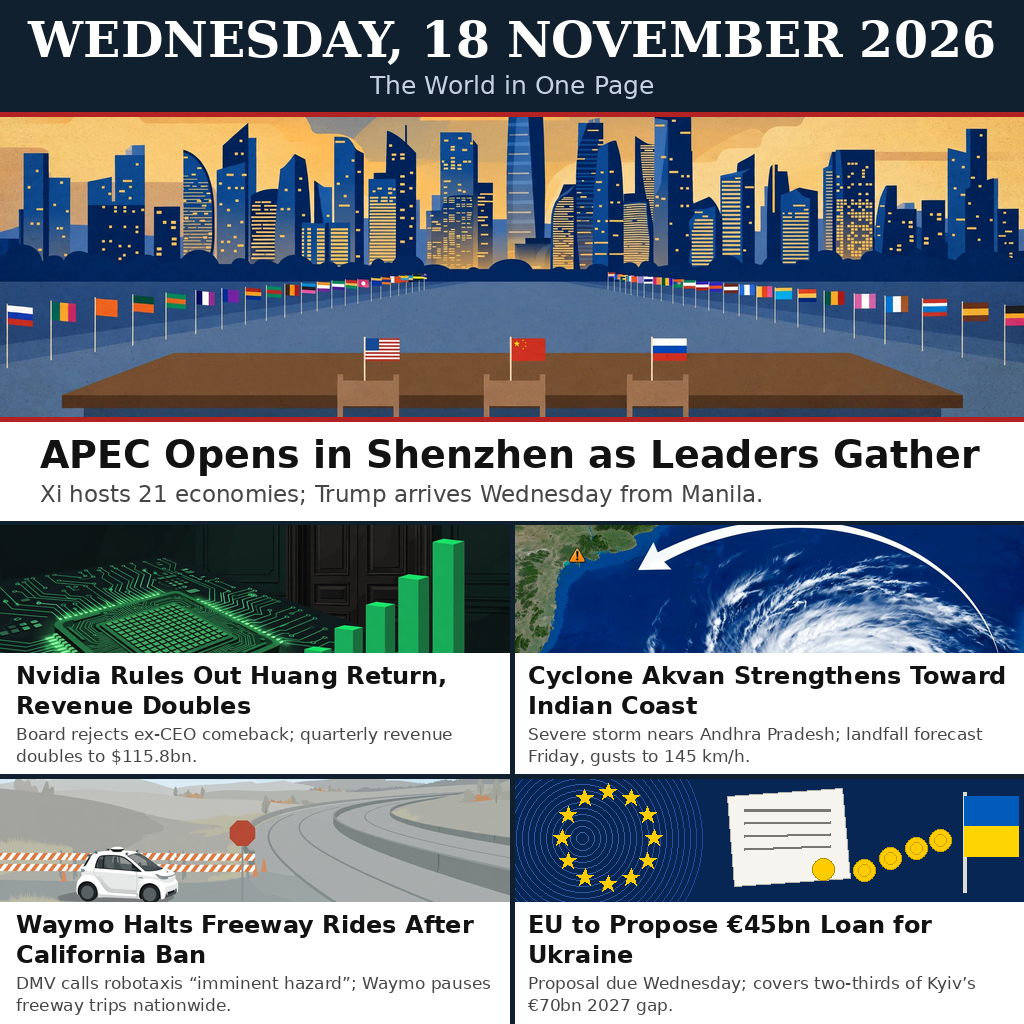 WEDNESDAY, 18 NOVEMBER 2026
The World in One Page
APEC Opens in Shenzhen as Leaders Gather
Xi hosts 21 economies; Trump arrives Wednesday from Manila.
Nvidia Rules Out Huang Return,
Revenue Doubles
Board rejects ex-CEO comeback; quarterly revenue
doubles to $115.8bn.
Cyclone Akvan Strengthens Toward
Indian Coast
Severe storm nears Andhra Pradesh; landfall forecast
Friday, gusts to 145 km/h.
Waymo Halts Freeway Rides After
California Ban
DMV calls robotaxis “imminent hazard”; Waymo pauses
freeway trips nationwide.
EU to Propose €45bn Loan for
Ukraine
Proposal due Wednesday; covers two-thirds of Kyiv’s
€70bn 2027 gap.